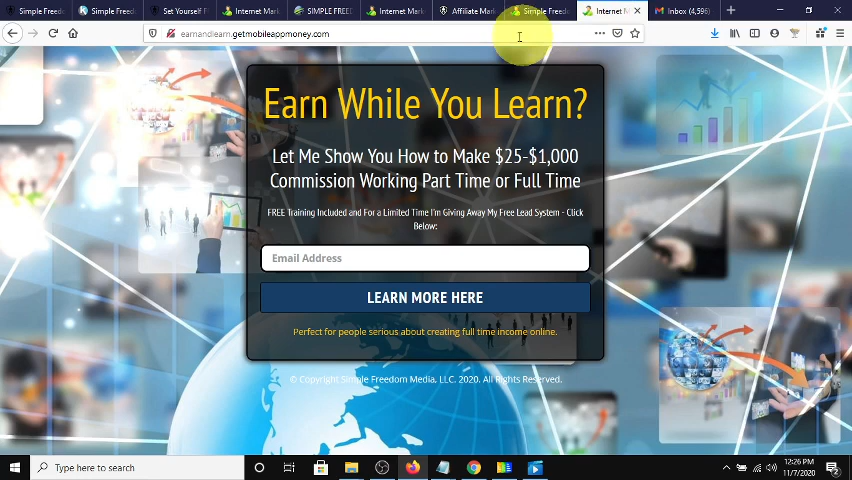 Simple Freedo
Simple Free
Set Yourself F
Internet Mark
SIMPLE FREED
Internet Mark
Affiliate Mar
Simple Freedo
Internet M
Inbox (4,596)
earnandlearn.getmobileappmoney.com
Earn While You Learn?
Let Me Show You How to Make $25-$1,000
Commission Working Part Time or Full Time
FREE Training Included and For a Limited Time I'm Giving Away My Free Lead System - Click
Below:
Email Address
LEARN MORE HERE
Perfect for people serious about creating full time income online.
© Copyright Simple Freedom Media, LLC. 2020. All Rights Reserved.
Type here to search
12:26 PM
11/7/2020